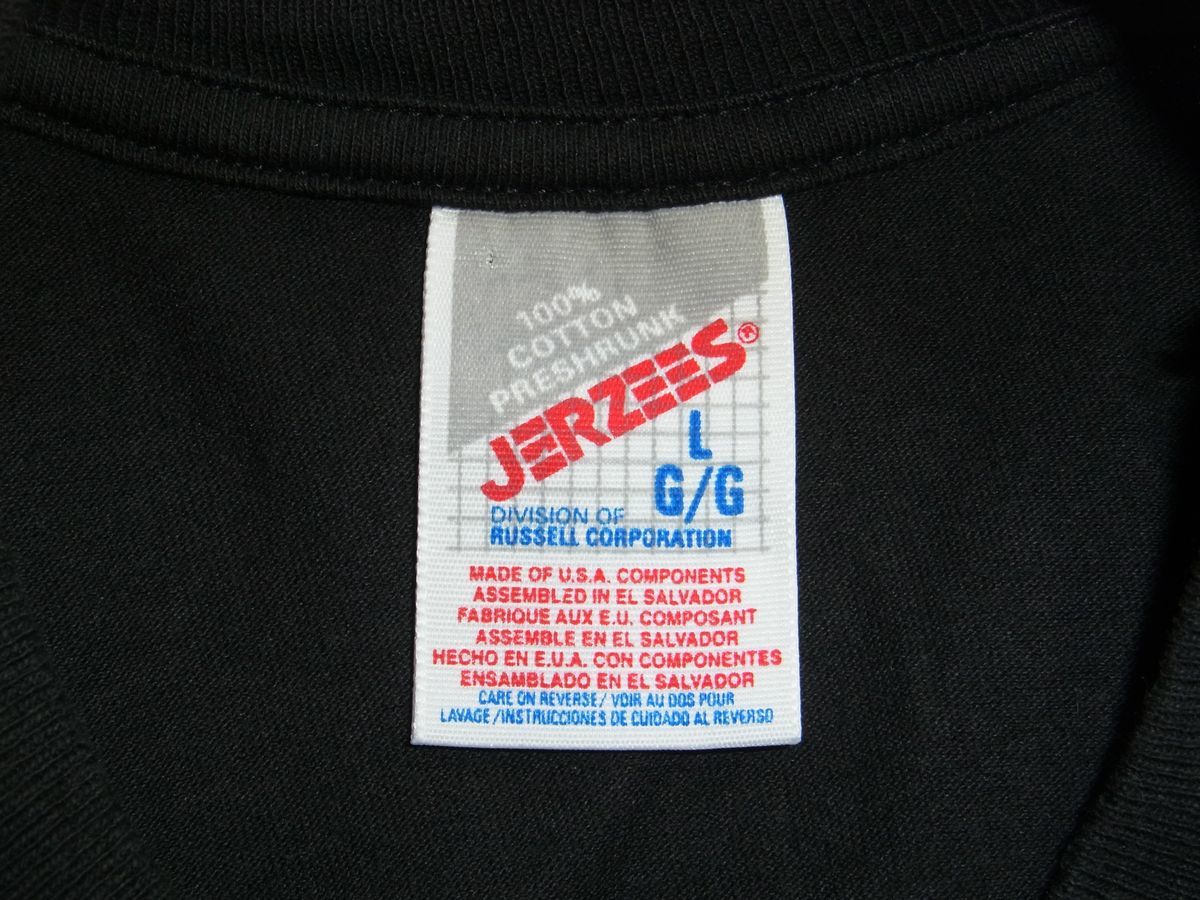 100%
COTTON
PRESHRUNK
JERZEES®
L
G/G
DIVISION OF
RUSSELL CORPORATION
MADE OF U.S.A. COMPONENTS
ASSEMBLED IN EL SALVADOR
FABRIQUE AUX E.U. COMPOSANT
ASSEMBLE EN EL SALVADOR
HECHO EN E.U.A. CON COMPONENTES
ENSAMBLADO EN EL SALVADOR
CARE ON REVERSE/ VOIR AU DOS POUR
LAVAGE /INSTRUCCIONES DE CUIDADO AL REVERSO